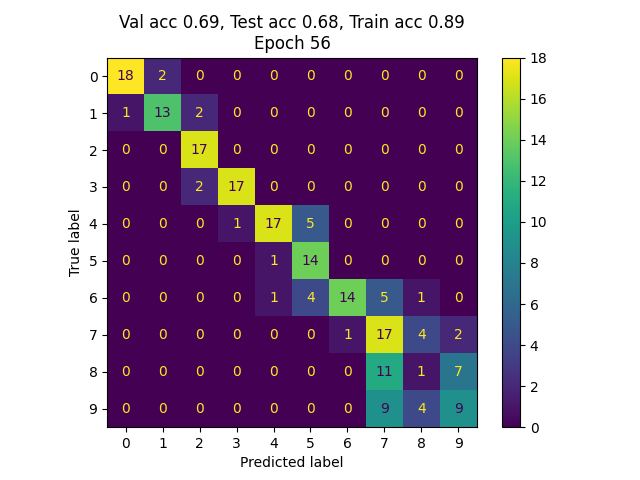 Val acc 0.69, Test acc 0.68, Train acc 0.89
Epoch 56
0 18 2 0 0 0 0 0 0 0 0
1 1 13 2 0 0 0 0 0 0 0
2 0 0 17 0 0 0 0 0 0 0
3 0 0 2 17 0 0 0 0 0 0
4 0 0 0 1 17 5 0 0 0 0
5 0 0 0 0 1 14 0 0 0 0
6 0 0 0 0 1 4 14 5 1 0
7 0 0 0 0 0 0 1 17 4 2
8 0 0 0 0 0 0 0 11 1 7
9 0 0 0 0 0 0 0 9 4 9
0 1 2 3 4 5 6 7 8 9
Predicted label
True label
18
16
14
12
10
8
6
4
2
0